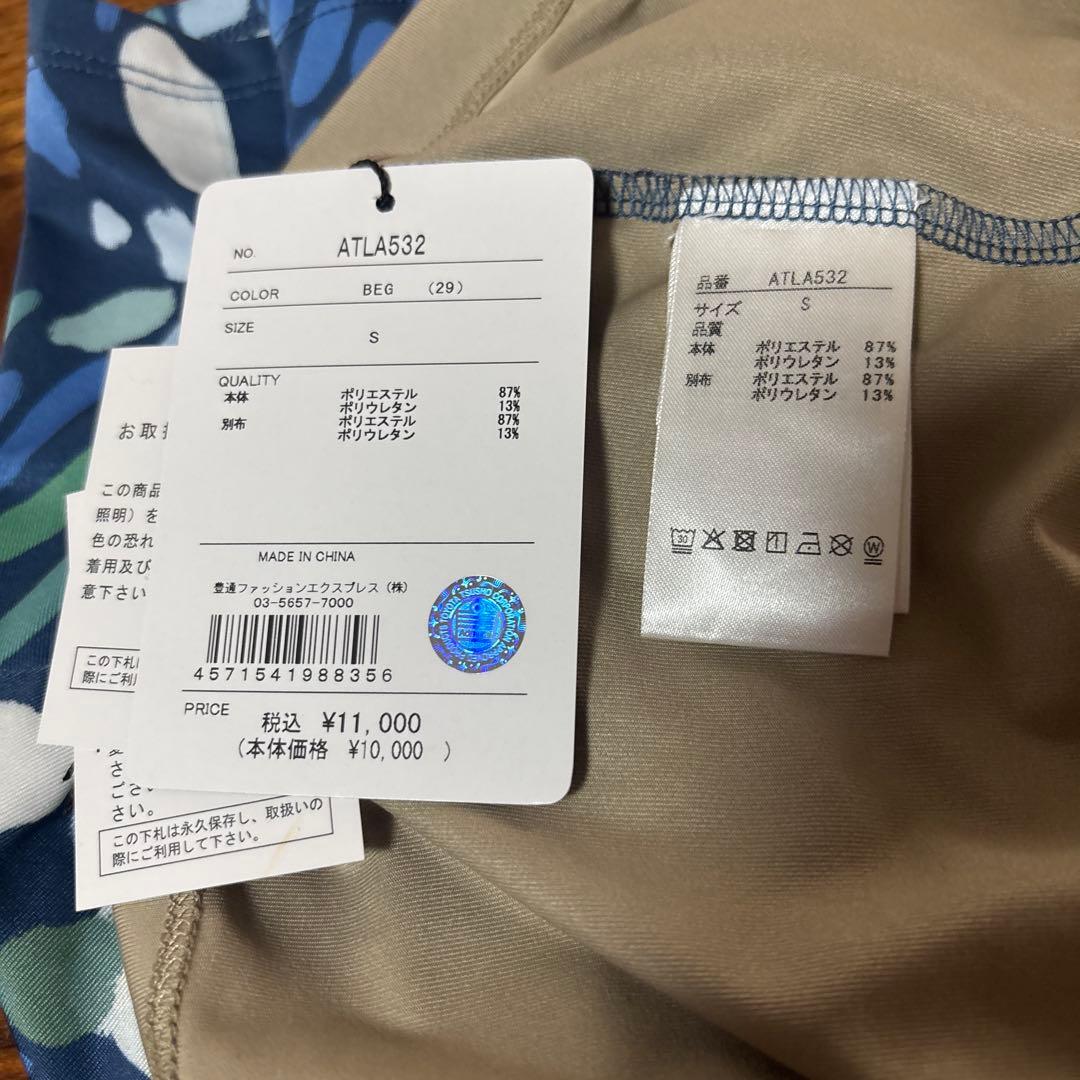 NO. ATLA532
COLOR BEG (29)
SIZE S
QUALITY
本体 ポリエステル 87%
ポリウレタン 13%
別布 ポリエステル 87%
ポリウレタン 13%
MADE IN CHINA
豊通ファッションエクスプレス(株)
03-5657-7000
4571541988356
PRICE 税込 ¥11,000
(本体価格 ¥10,000 )
品番 ATLA532
サイズ S
品質
本体 ポリエステル 87%
ポリウレタン 13%
別布 ポリエステル 87%
ポリウレタン 13%
30
W
お取扱
この商品
照明)を
色の恐れ
着用及び
意下さい
この下札
際にご利
さ
ござ
さい。
この下札は永久保存し、取扱いの
際にご利用して下さい。